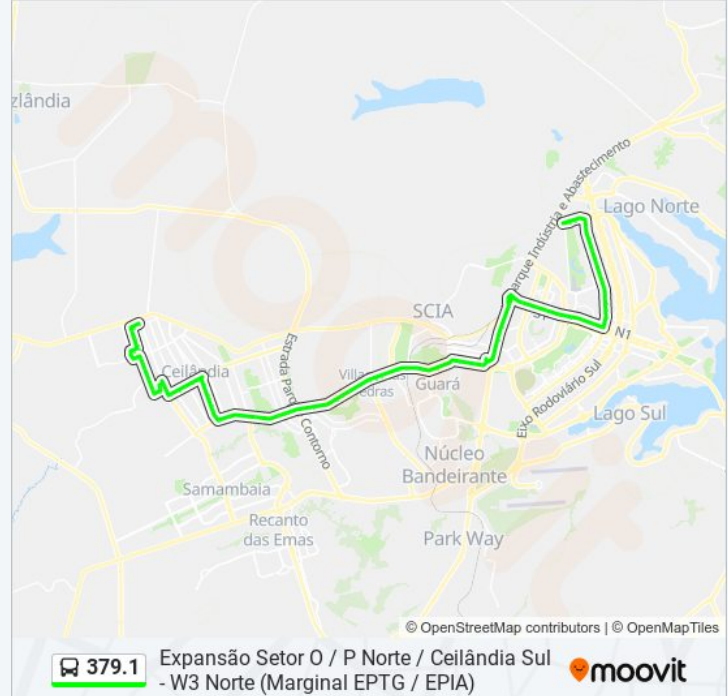 zlândia
Parque Indústria e Abastecimento
Lago Norte
SCIA
N1
Estrada Parque Contorno
Ceilândia
Guará
Eixo Rodoviário Sul
Lago Sul
Núcleo
Bandeirante
Samambaia
Recanto
das Emas
Park Way
© OpenStreetMap contributors | © OpenMapTiles
379.1
Expansão Setor O / P Norte / Ceilândia Sul
- W3 Norte (Marginal EPTG / EPIA)
moovit